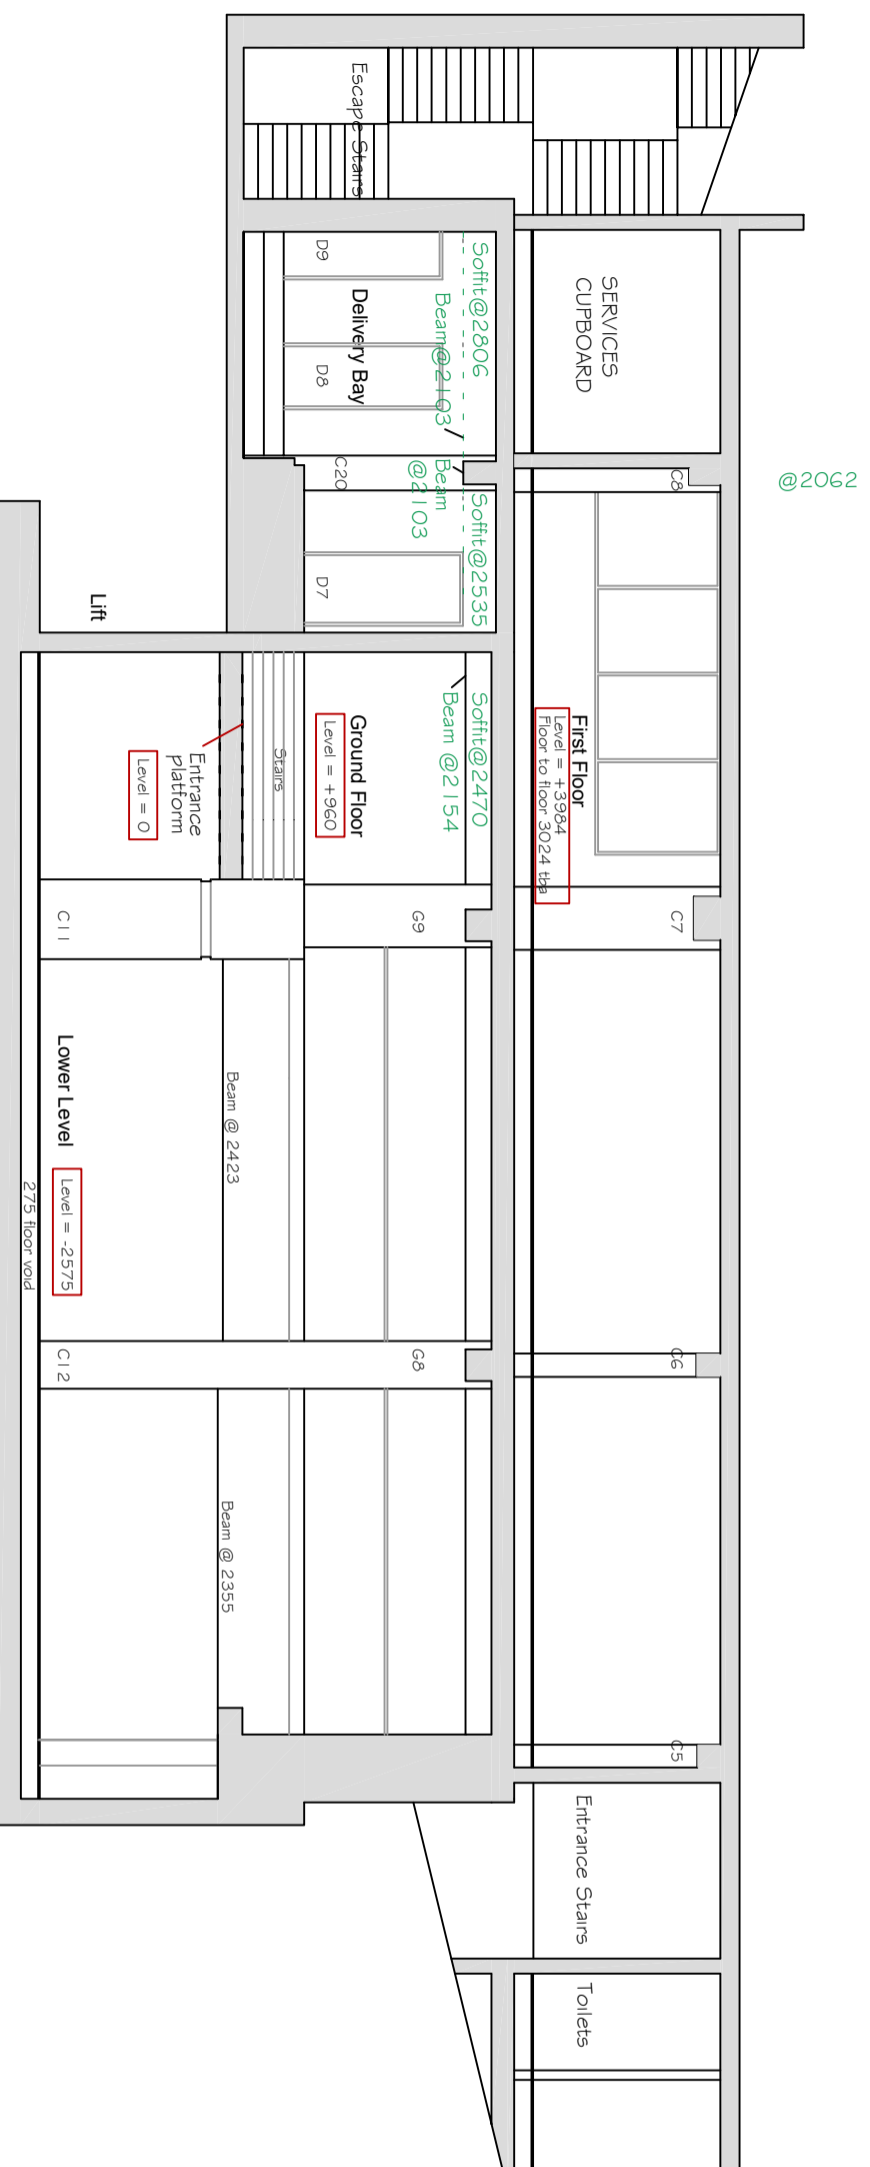 Escape Stairs
SERVICES
CUPBOARD
@2062
Soffit@2806
Beam@2103
Delivery Bay
D9
D8
C20
C8
Beam
@2103
Soffit@2535
D7
Lift
First Floor
Level = +3984
Floor to floor 3024 tba
Soffit@2470
Beam @2154
Ground Floor
Level = +960
Stairs
Entrance
platform
Level = 0
C7
G9
C11
Lower Level
Level = -2575
275 floor void
Beam @ 2423
C6
G8
C12
Beam @ 2355
C5
Entrance Stairs
Toilets